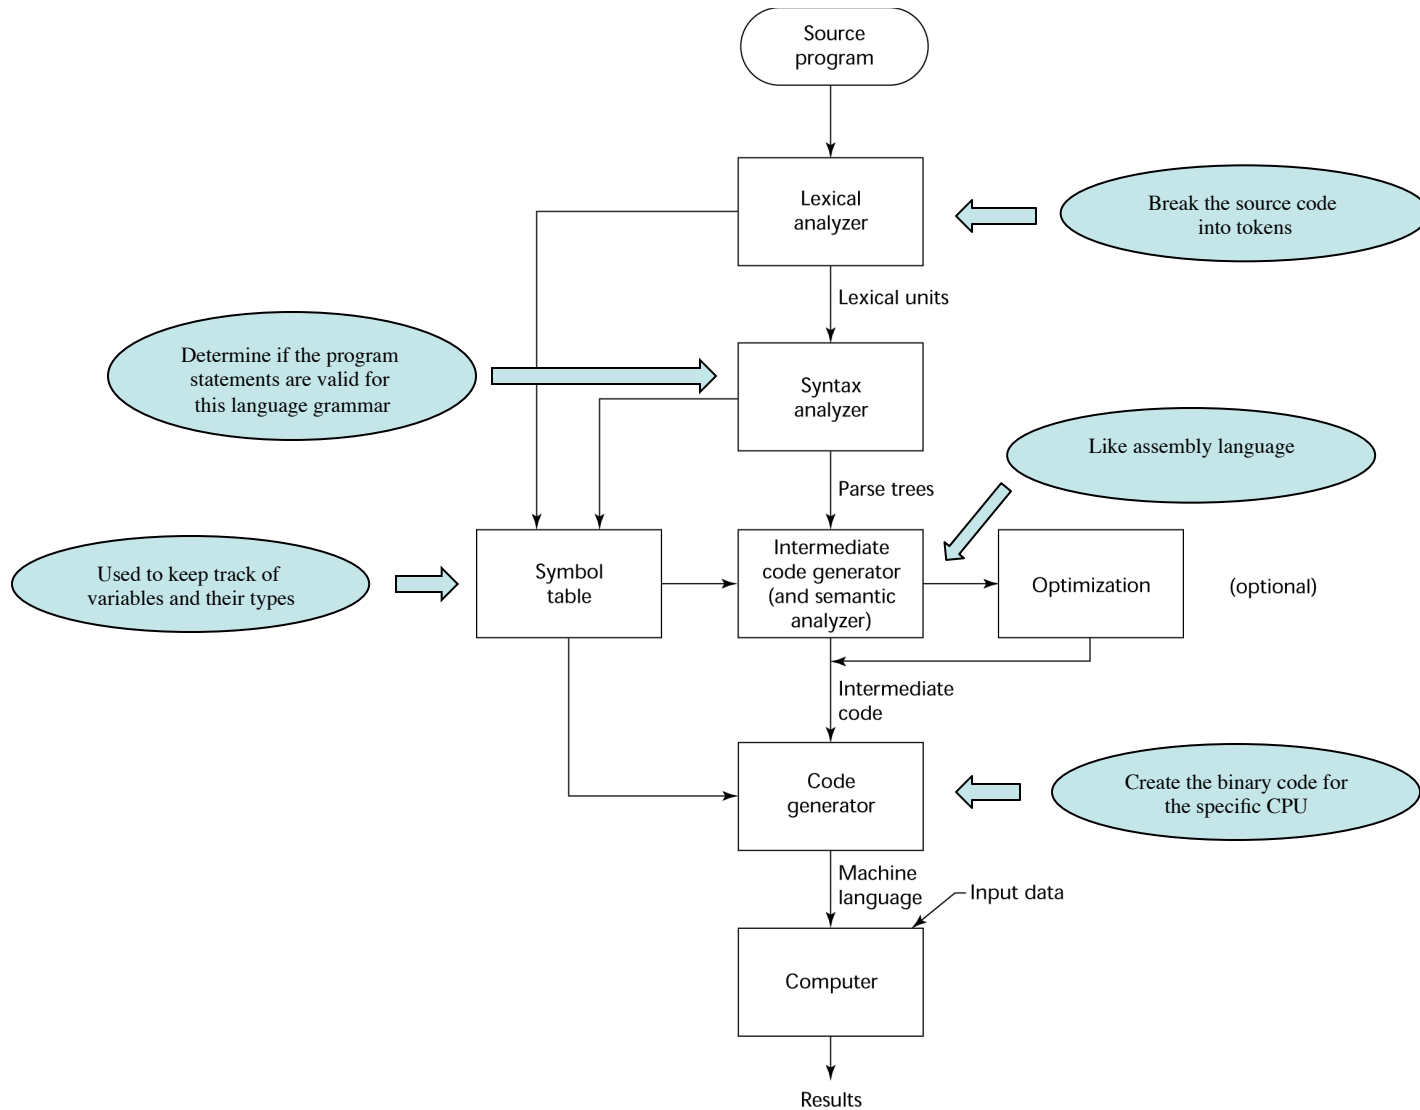 Source
program
Lexical
analyzer
Break the source code
into tokens
Lexical units
Determine if the program
statements are valid for
this language grammar
Syntax
analyzer
Like assembly language
Parse trees
Used to keep track of
variables and their types
Symbol
table
Intermediate
code generator
(and semantic
analyzer)
Optimization
(optional)
Intermediate
code
Code
generator
Create the binary code for
the specific CPU
Machine
language
Input data
Computer
Results